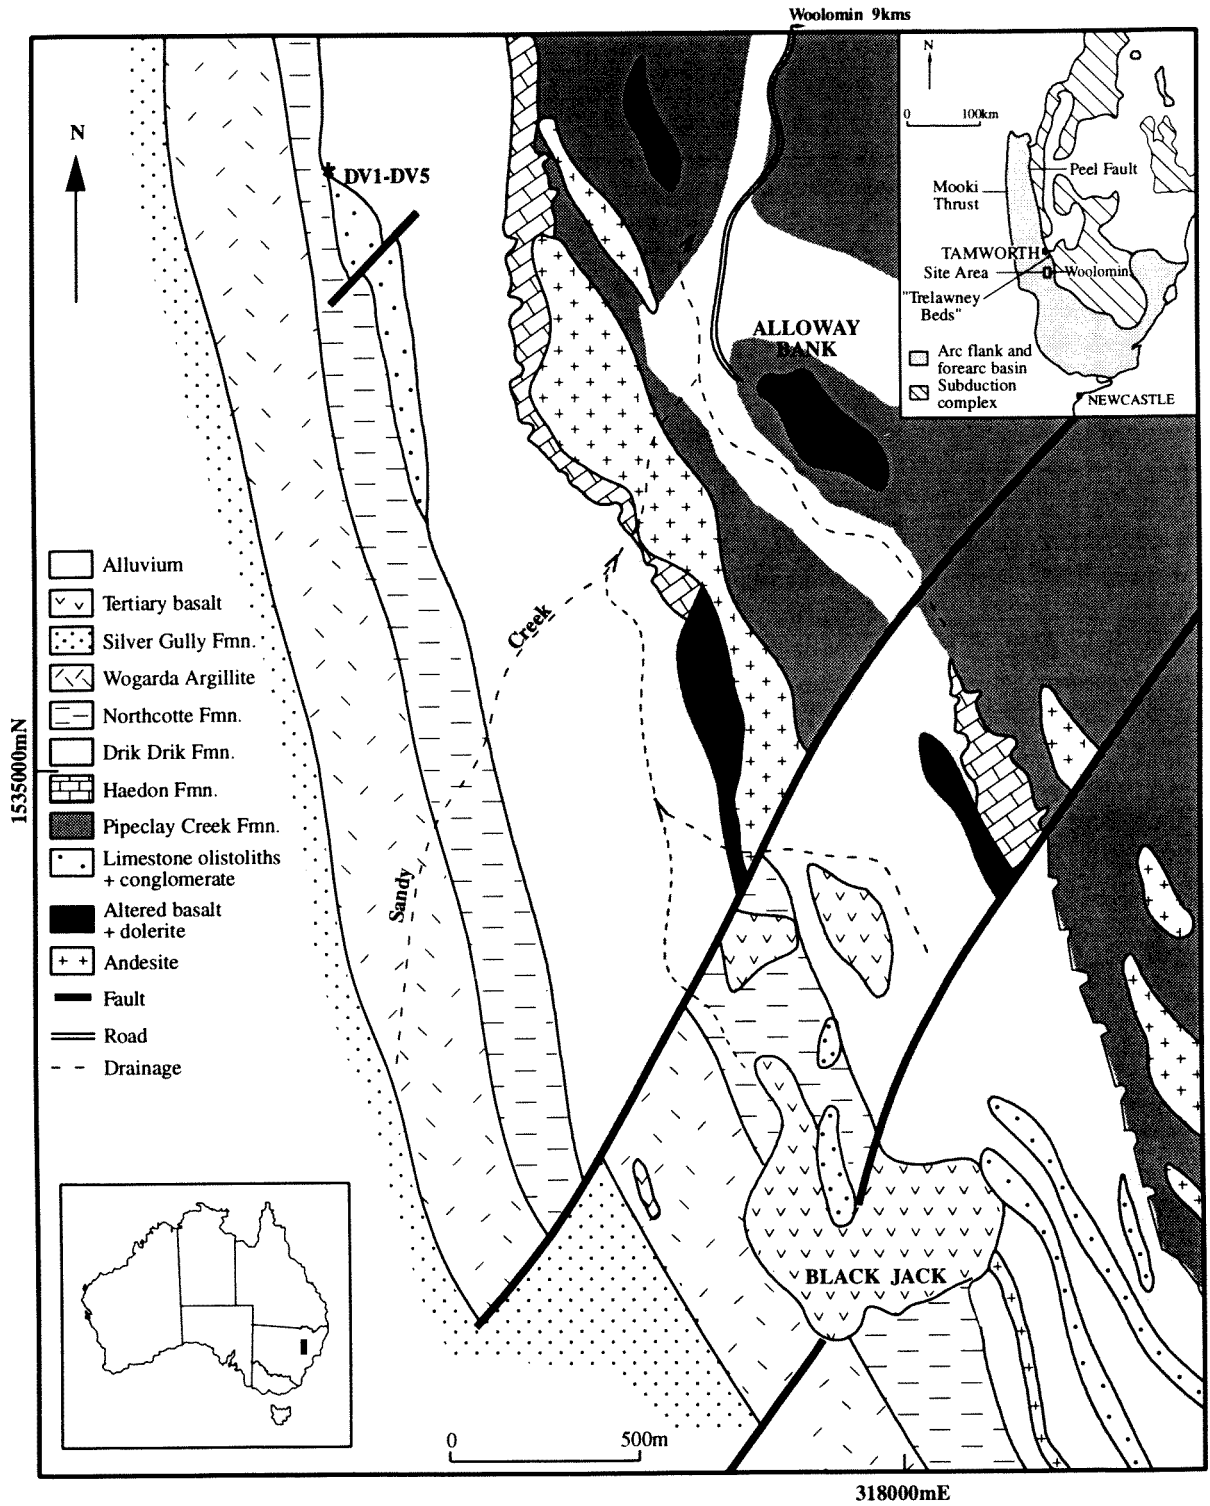 Woolomin 9kms
N
N
0 100km
DV1-DV5
Peel Fault
Mooki
Thrust
TAMWORTH
Site Area
Woolomin
"Trelawney
Beds"
ALLOWAY
BANK
Arc flank and
forearc basin
Subduction
complex
NEWCASTLE
Alluvium
Tertiary basalt
Silver Gully Fmn.
Wogarda Argillite
Northcotte Fmn.
Drik Drik Fmn.
Haedon Fmn.
Pipeclay Creek Fmn.
Limestone olistoliths
+ conglomerate
Altered basalt
+ dolerite
Andesite
Fault
Road
Drainage
Creek
Sandy
1535000mN
BLACK JACK
0 500m
318000mE